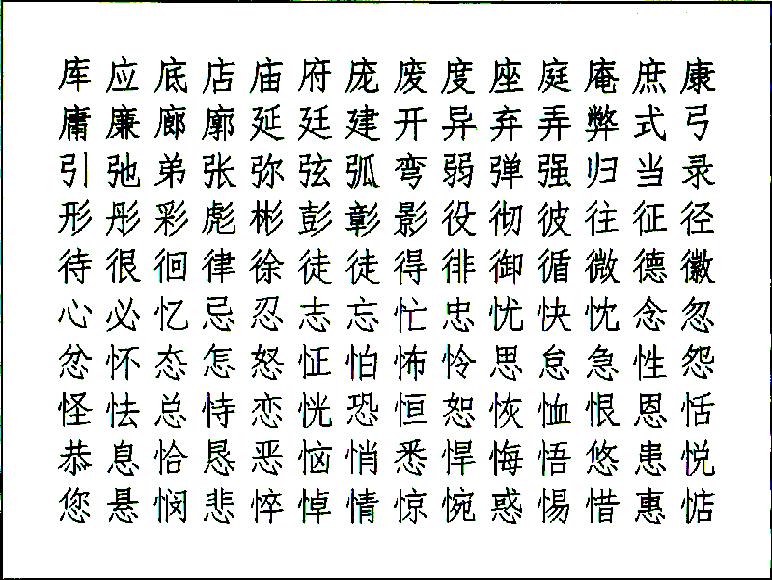 库应底店庙府庞废度座庭庵庶康
庸廉廊廓延廷建开异弃弄弊式弓
引弛弟张弥弦弧弯弱弹强归当录
形彤彩彪彬彭彰影役彻彼往征径
待很徊律徐徒徒得徘御循微德徽
心必忆忌忍志忘忙忠忧快忱念忽
忿怀态怎怒怔怕怖怜思怠急性怨
怪怯总恃恋恍恐恒恕恢恤恨恩恬
恭息恰恳恶恼悄悉悍悔悟悠患悦
您悬悯悲悴悼情惊惋惑惕惜惠惦